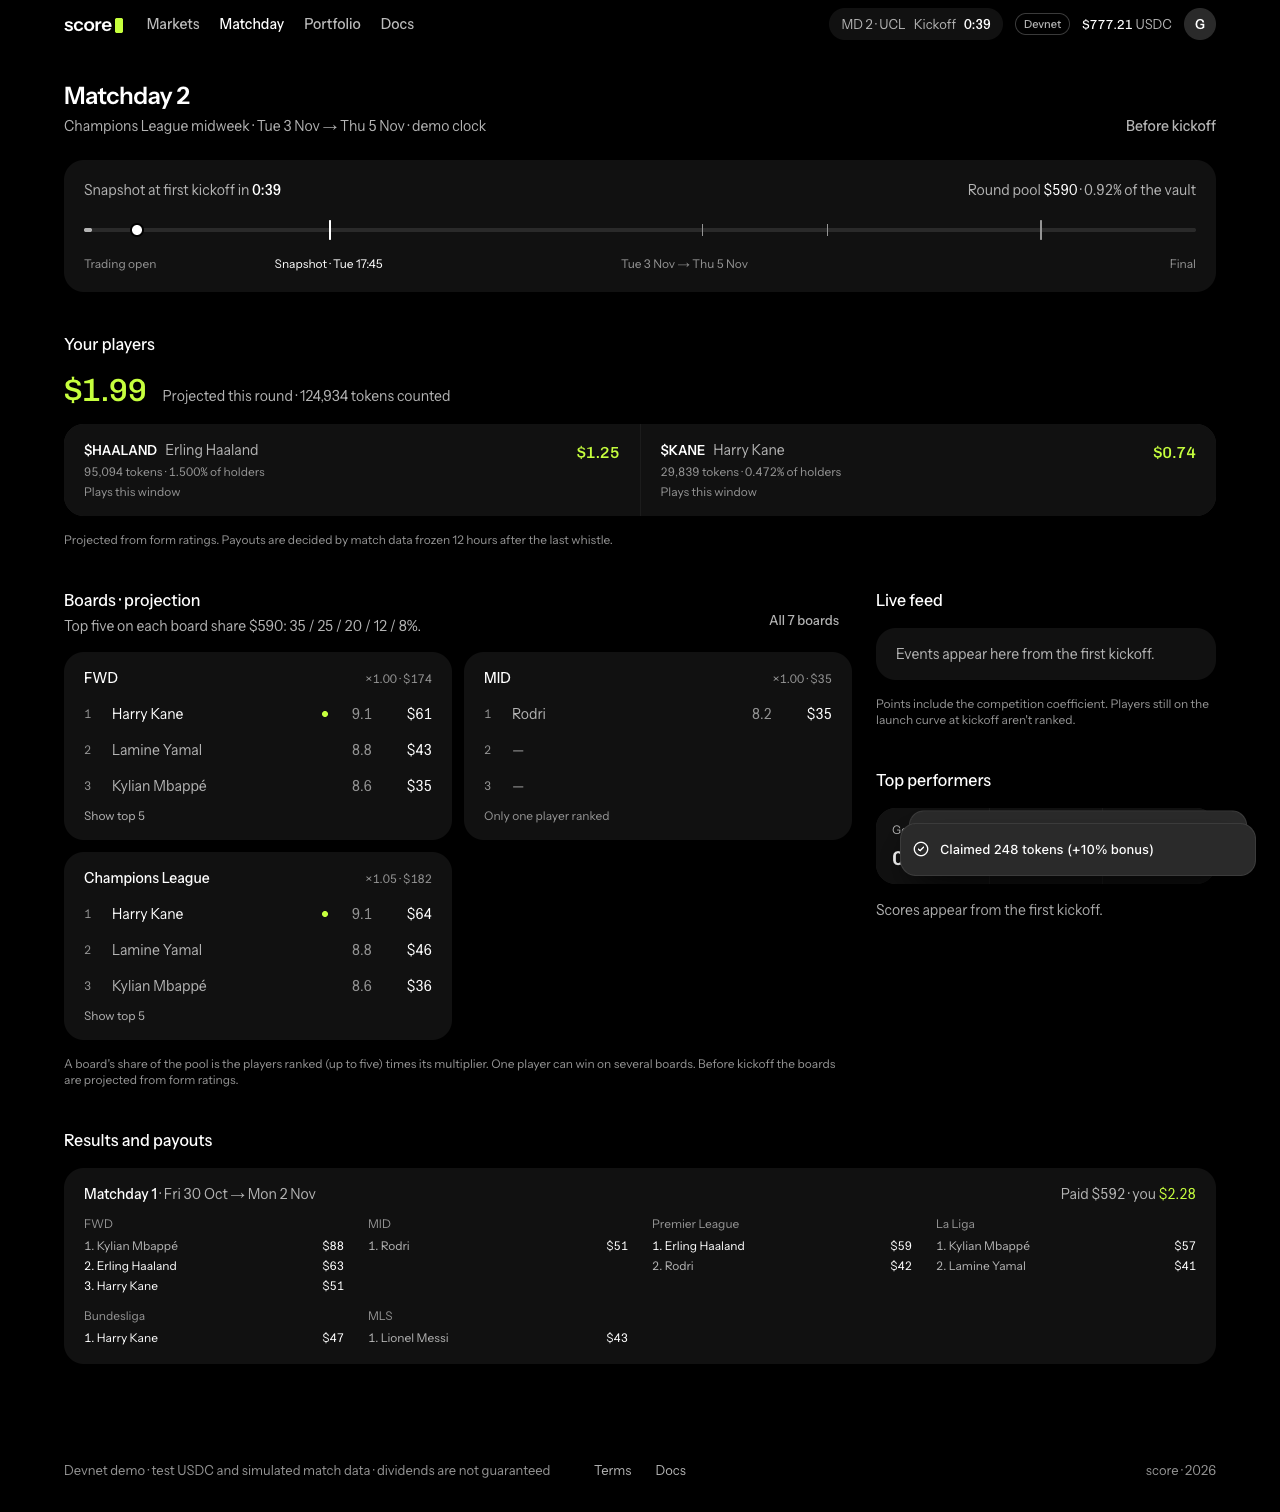 score
Markets
Matchday
Portfolio
Docs
MD 2 · UCL Kickoff 0:39
Devnet
$777.21 USDC
G
Matchday 2
Champions League midweek · Tue 3 Nov → Thu 5 Nov · demo clock
Before kickoff
Snapshot at first kickoff in 0:39
Round pool $590 · 0.92% of the vault
Trading open
Snapshot · Tue 17:45
Tue 3 Nov → Thu 5 Nov
Final
Your players
$1.99 Projected this round · 124,934 tokens counted
$HAALAND Erling Haaland
$1.25
95,094 tokens · 1.500% of holders
Plays this window
$KANE Harry Kane
$0.74
29,839 tokens · 0.472% of holders
Plays this window
Projected from form ratings. Payouts are decided by match data frozen 12 hours after the last whistle.
Boards · projection
Top five on each board share $590: 35 / 25 / 20 / 12 / 8%.
All 7 boards
FWD ×1.00 · $174
1 Harry Kane 9.1 $61
2 Lamine Yamal 8.8 $43
3 Kylian Mbappé 8.6 $35
Show top 5
MID ×1.00 · $35
1 Rodri 8.2 $35
2 —
3 —
Only one player ranked
Champions League ×1.05 · $182
1 Harry Kane 9.1 $64
2 Lamine Yamal 8.8 $46
3 Kylian Mbappé 8.6 $36
Show top 5
A board's share of the pool is the players ranked (up to five) times its multiplier. One player can win on several boards. Before kickoff the boards
are projected from form ratings.
Live feed
Events appear here from the first kickoff.
Points include the competition coefficient. Players still on the
launch curve at kickoff aren't ranked.
Top performers
Claimed 248 tokens (+10% bonus)
Scores appear from the first kickoff.
Results and payouts
Matchday 1 · Fri 30 Oct → Mon 2 Nov
Paid $592 · you $2.28
FWD
1. Kylian Mbappé $88
2. Erling Haaland $63
3. Harry Kane $51
MID
1. Rodri $51
Premier League
1. Erling Haaland $59
2. Rodri $42
La Liga
1. Kylian Mbappé $57
2. Lamine Yamal $41
Bundesliga
1. Harry Kane $47
MLS
1. Lionel Messi $43
Devnet demo · test USDC and simulated match data · dividends are not guaranteed
Terms
Docs
score · 2026